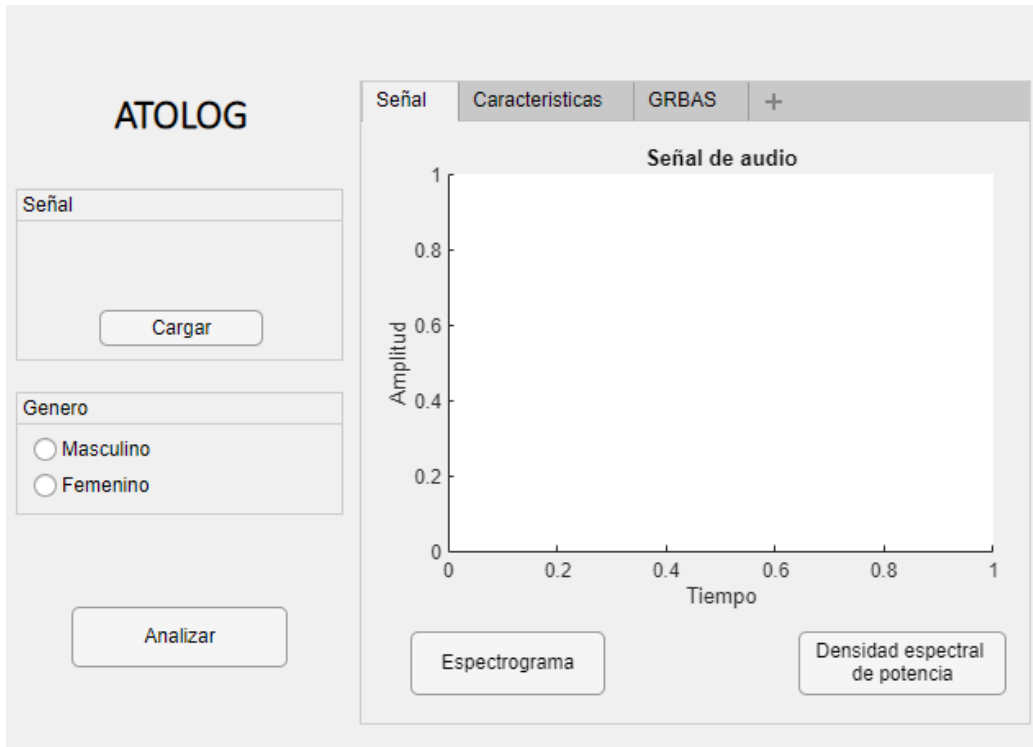 ATOLOG
Señal
Cargar
Genero
Masculino
Femenino
Analizar
Señal
Caracteristicas
GRBAS
+
Señal de audio
1
0.8
0.6
0.4
0.2
0
Amplitud
0
0.2
0.4
0.6
0.8
1
Tiempo
Espectrograma
Densidad espectral
de potencia